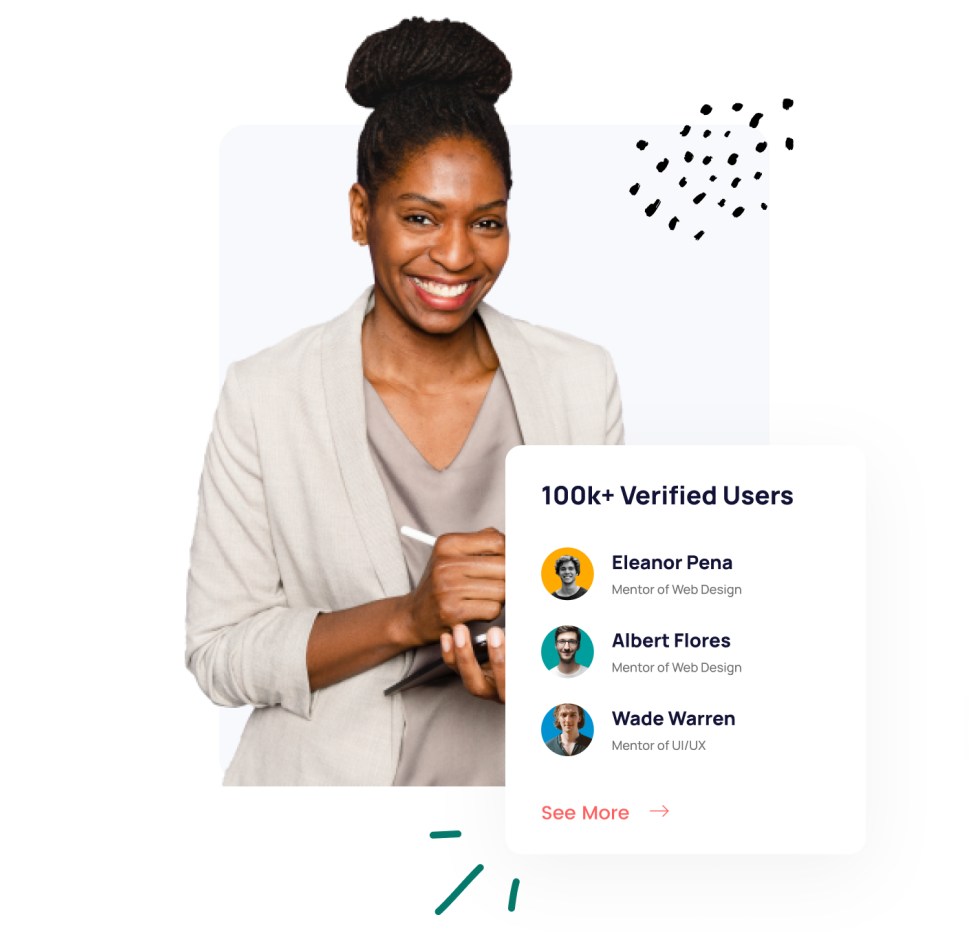 100k+ Verified Users
Eleanor Pena
Mentor of Web Design
Albert Flores
Mentor of Web Design
Wade Warren
Mentor of UI/UX
See More